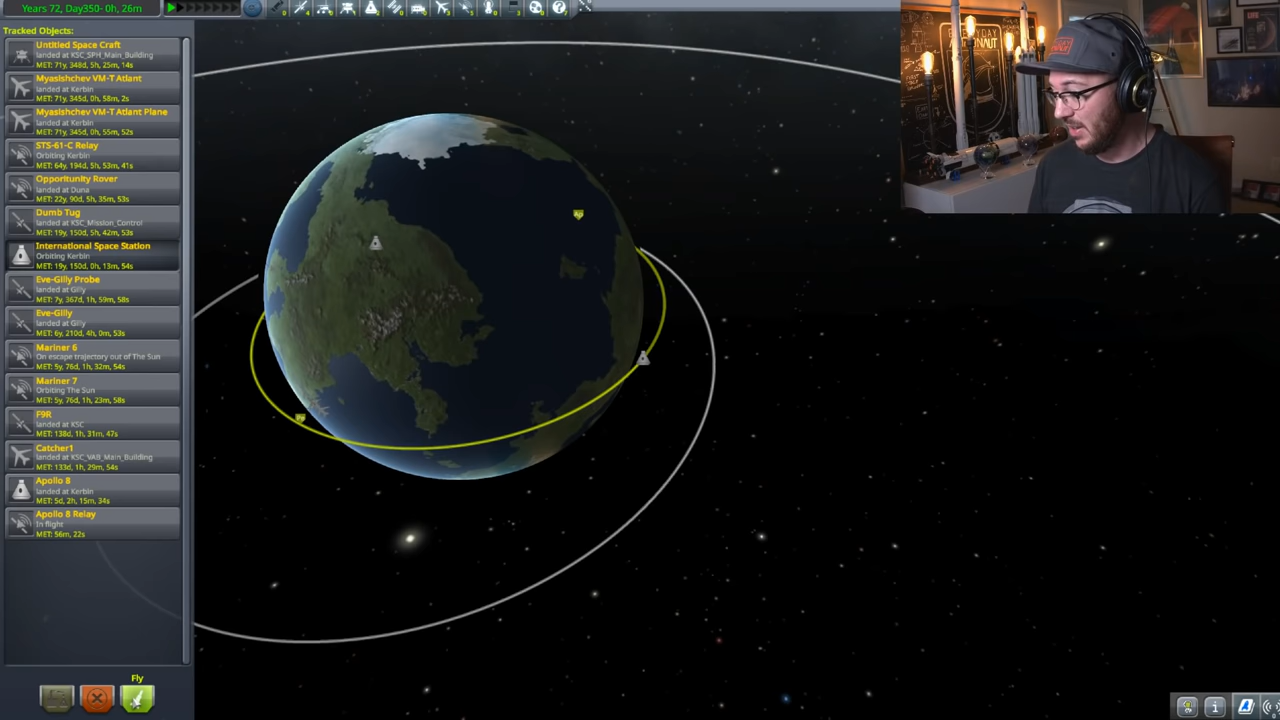 Years 72, Day350- 0h, 26m
Tracked Objects:
Untitled Space Craft
landed at KSC_SPH_Main_Building
MET: 71y, 348d, 5h, 25m, 14s
Myasishchev VM-T Atlant
landed at Kerbin
MET: 71y, 345d, 0h, 58m, 2s
Myasishchev VM-T Atlant Plane
landed at Kerbin
MET: 71y, 345d, 0h, 55m, 52s
STS-61-C Relay
Orbiting Kerbin
MET: 64y, 194d, 5h, 53m, 41s
Opportunity Rover
landed at Duna
MET: 22y, 90d, 5h, 35m, 53s
Dumb Tug
landed at KSC_Mission_Control
MET: 19y, 150d, 5h, 42m, 53s
International Space Station
Orbiting Kerbin
MET: 19y, 150d, 0h, 13m, 54s
Eve-Gilly Probe
landed at Gilly
MET: 7y, 367d, 1h, 59m, 58s
Eve-Gilly
landed at Gilly
MET: 6y, 210d, 4h, 0m, 53s
Mariner 6
On escape trajectory out of The Sun
MET: 5y, 76d, 1h, 32m, 54s
Mariner 7
Orbiting The Sun
MET: 5y, 76d, 1h, 23m, 58s
F9R
landed at KSC
MET: 138d, 1h, 31m, 47s
Catcher1
landed at KSC_VAB_Main_Building
MET: 133d, 1h, 29m, 54s
Apollo 8
landed at Kerbin
MET: 5d, 2h, 15m, 34s
Apollo 8 Relay
In flight
MET: 56m, 22s
Fly
Ap
Pe
EVERYDAY
ASTRONAUT